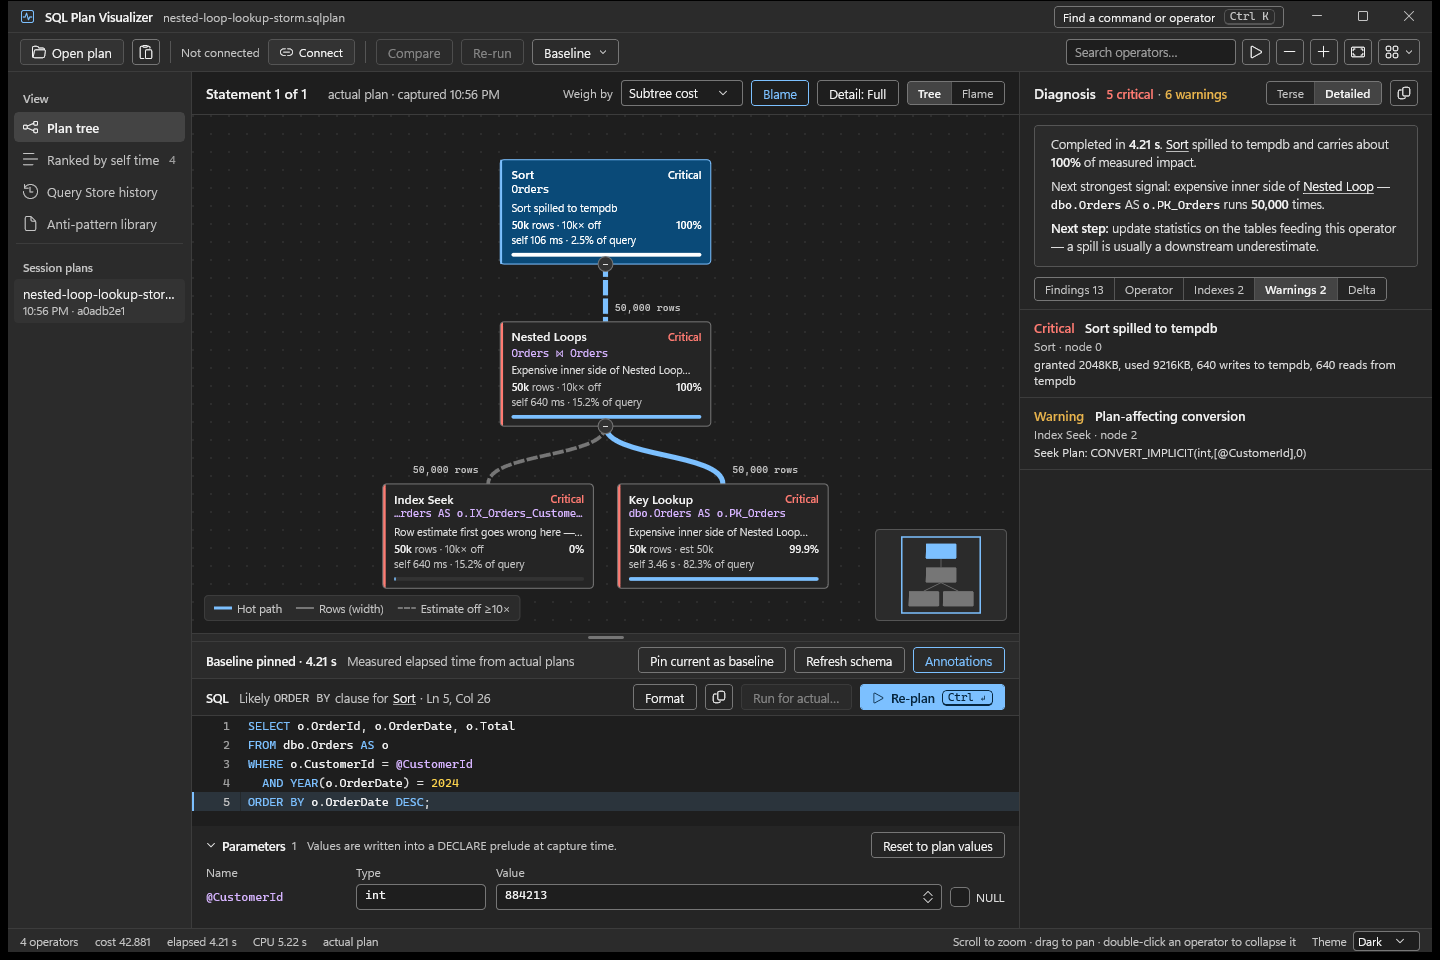 SQL Plan Visualizer nested-loop-lookup-storm.sqlplan
Find a command or operator Ctrl K
Open plan
Not connected
Connect
Compare
Re-run
Baseline
Search operators...
View
Plan tree
Ranked by self time 4
Query Store history
Anti-pattern library
Session plans
nested-loop-lookup-stor...
10:56 PM · a0adb2e1
Statement 1 of 1 actual plan · captured 10:56 PM
Weigh by Subtree cost
Blame
Detail: Full
Tree Flame
Sort Critical
Orders
Sort spilled to tempdb
50k rows · 10k× off 100%
self 106 ms · 2.5% of query
50,000 rows
Nested Loops Critical
Orders ⋈ Orders
Expensive inner side of Nested Loop...
50k rows · 10k× off 100%
self 640 ms · 15.2% of query
50,000 rows
50,000 rows
Index Seek Critical
…rders AS o.IX_Orders_Custome…
Row estimate first goes wrong here —...
50k rows · 10k× off 0%
self 640 ms · 15.2% of query
Key Lookup Critical
dbo.Orders AS o.PK_Orders
Expensive inner side of Nested Loop...
50k rows · est 50k 99.9%
self 3.46 s · 82.3% of query
Hot path Rows (width) Estimate off ≥10×
Baseline pinned · 4.21 s Measured elapsed time from actual plans
Pin current as baseline
Refresh schema
Annotations
SQL Likely ORDER BY clause for Sort · Ln 5, Col 26
Format
Run for actual...
Re-plan Ctrl ↲
1 SELECT o.OrderId, o.OrderDate, o.Total
2 FROM dbo.Orders AS o
3 WHERE o.CustomerId = @CustomerId
4 AND YEAR(o.OrderDate) = 2024
5 ORDER BY o.OrderDate DESC;
Parameters 1 Values are written into a DECLARE prelude at capture time.
Reset to plan values
Name Type Value
@CustomerId int 884213 NULL
Diagnosis 5 critical · 6 warnings
Terse Detailed
Completed in 4.21 s. Sort spilled to tempdb and carries about
100% of measured impact.
Next strongest signal: expensive inner side of Nested Loop —
dbo.Orders AS o.PK_Orders runs 50,000 times.
Next step: update statistics on the tables feeding this operator
— a spill is usually a downstream underestimate.
Findings 13 Operator Indexes 2 Warnings 2 Delta
Critical Sort spilled to tempdb
Sort · node 0
granted 2048KB, used 9216KB, 640 writes to tempdb, 640 reads from
tempdb
Warning Plan-affecting conversion
Index Seek · node 2
Seek Plan: CONVERT_IMPLICIT(int,[@CustomerId],0)
4 operators cost 42.881 elapsed 4.21 s CPU 5.22 s actual plan
Scroll to zoom · drag to pan · double-click an operator to collapse it
Theme Dark